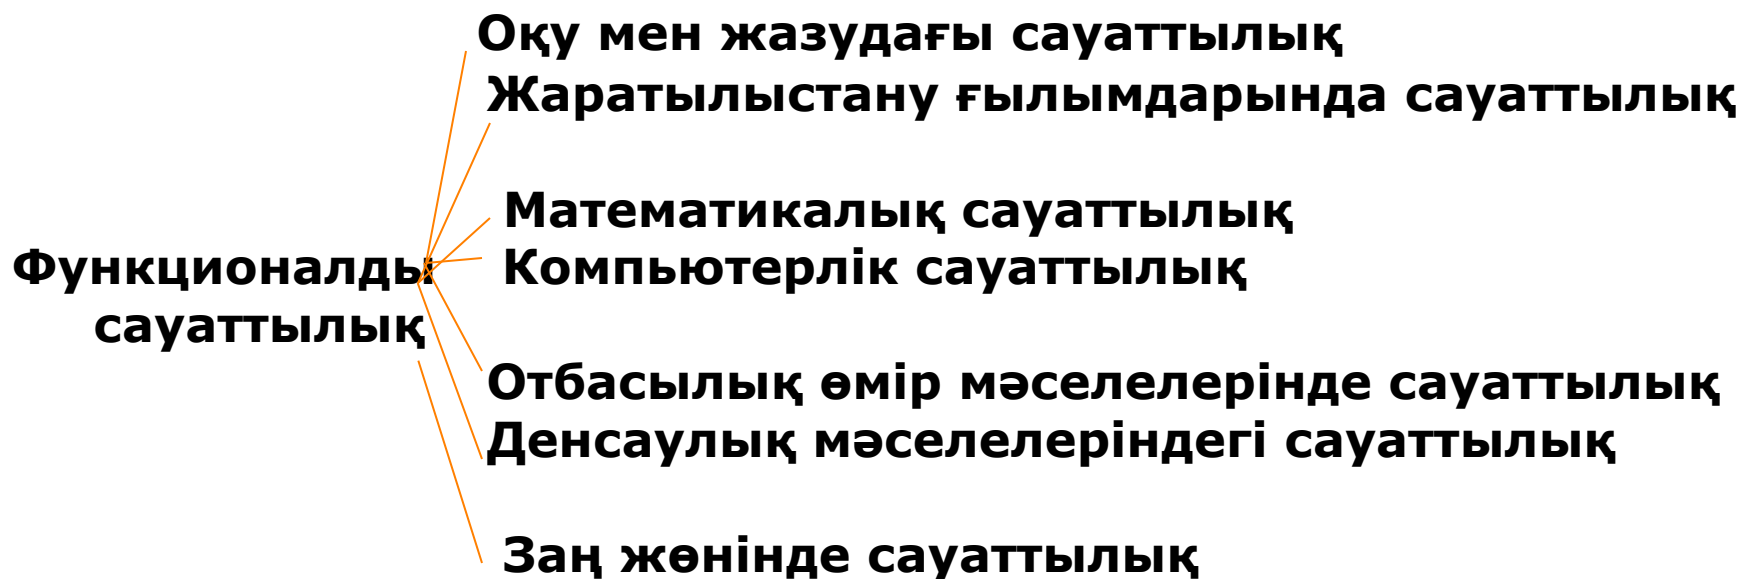 Оқу мен жазудағы сауаттылық
Жаратылыстану ғылымдарында сауаттылық
Математикалық сауаттылық
Функционалды
Компьютерлік сауаттылық
сауаттылық
Отбасылық өмір мәселелерінде сауаттылық
Денсаулық мәселелеріндегі сауаттылық
Заң жөнінде сауаттылық